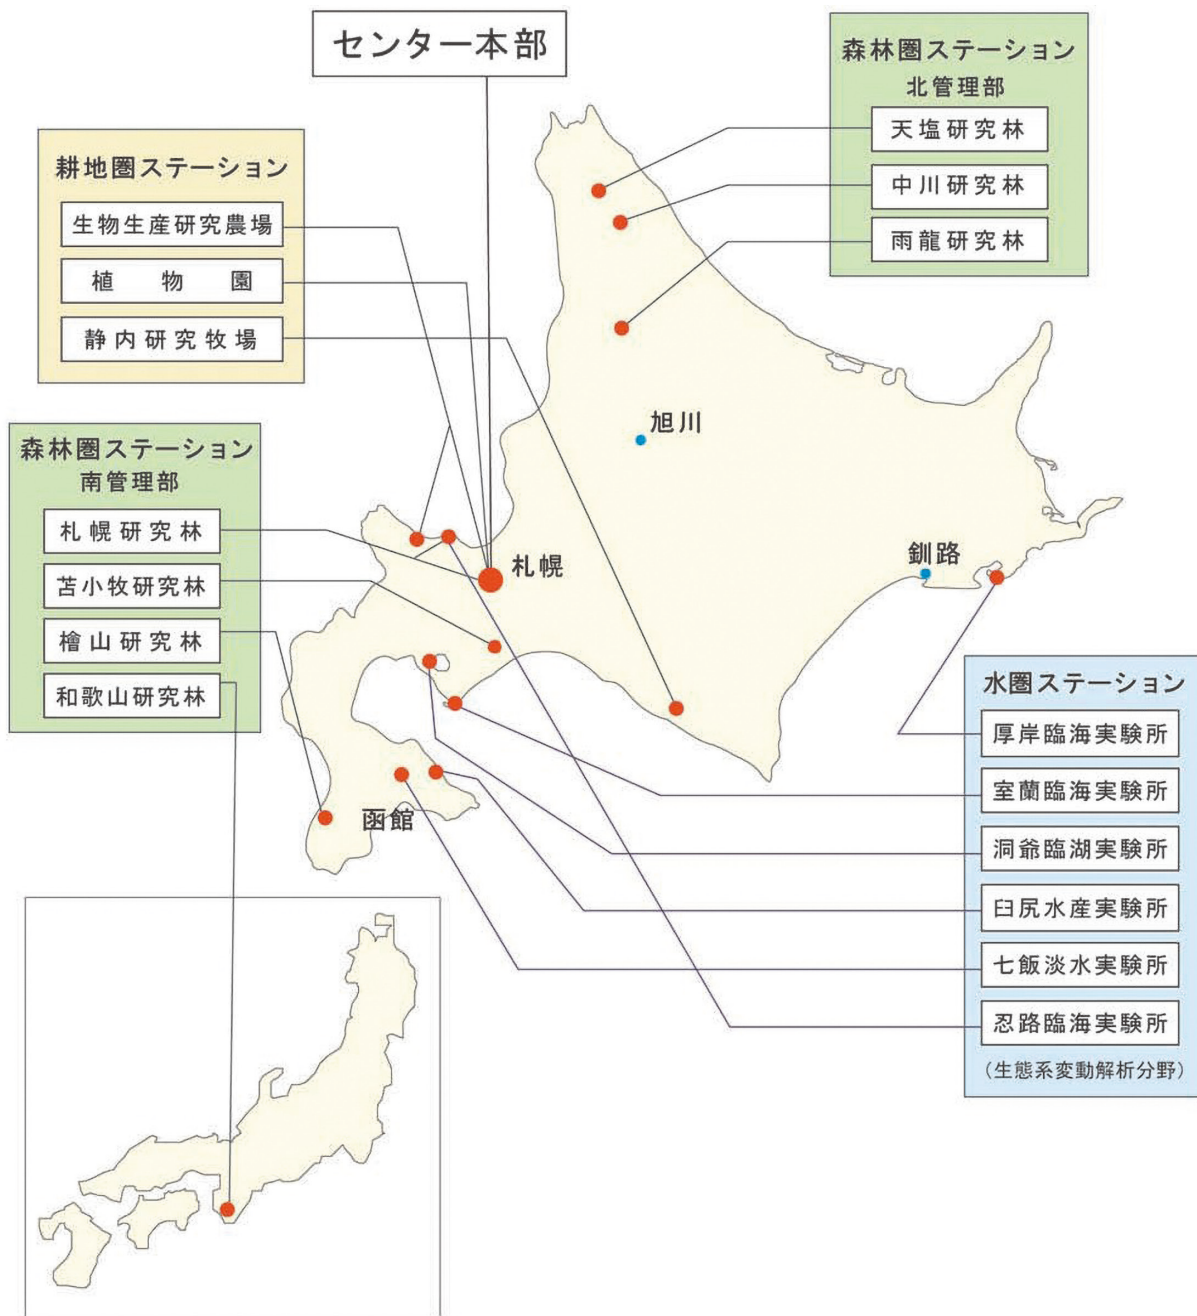 センター本部
森林圏ステーション
北管理部
天塩研究林
中川研究林
雨龍研究林
耕地圏ステーション
生物生産研究農場
植物園
静内研究牧場
旭川
森林圏ステーション
南管理部
札幌研究林
苫小牧研究林
檜山研究林
和歌山研究林
札幌
釧路
函館
水圏ステーション
厚岸臨海実験所
室蘭臨海実験所
洞爺臨湖実験所
臼尻水産実験所
七飯淡水実験所
忍路臨海実験所
（生態系変動解析分野）